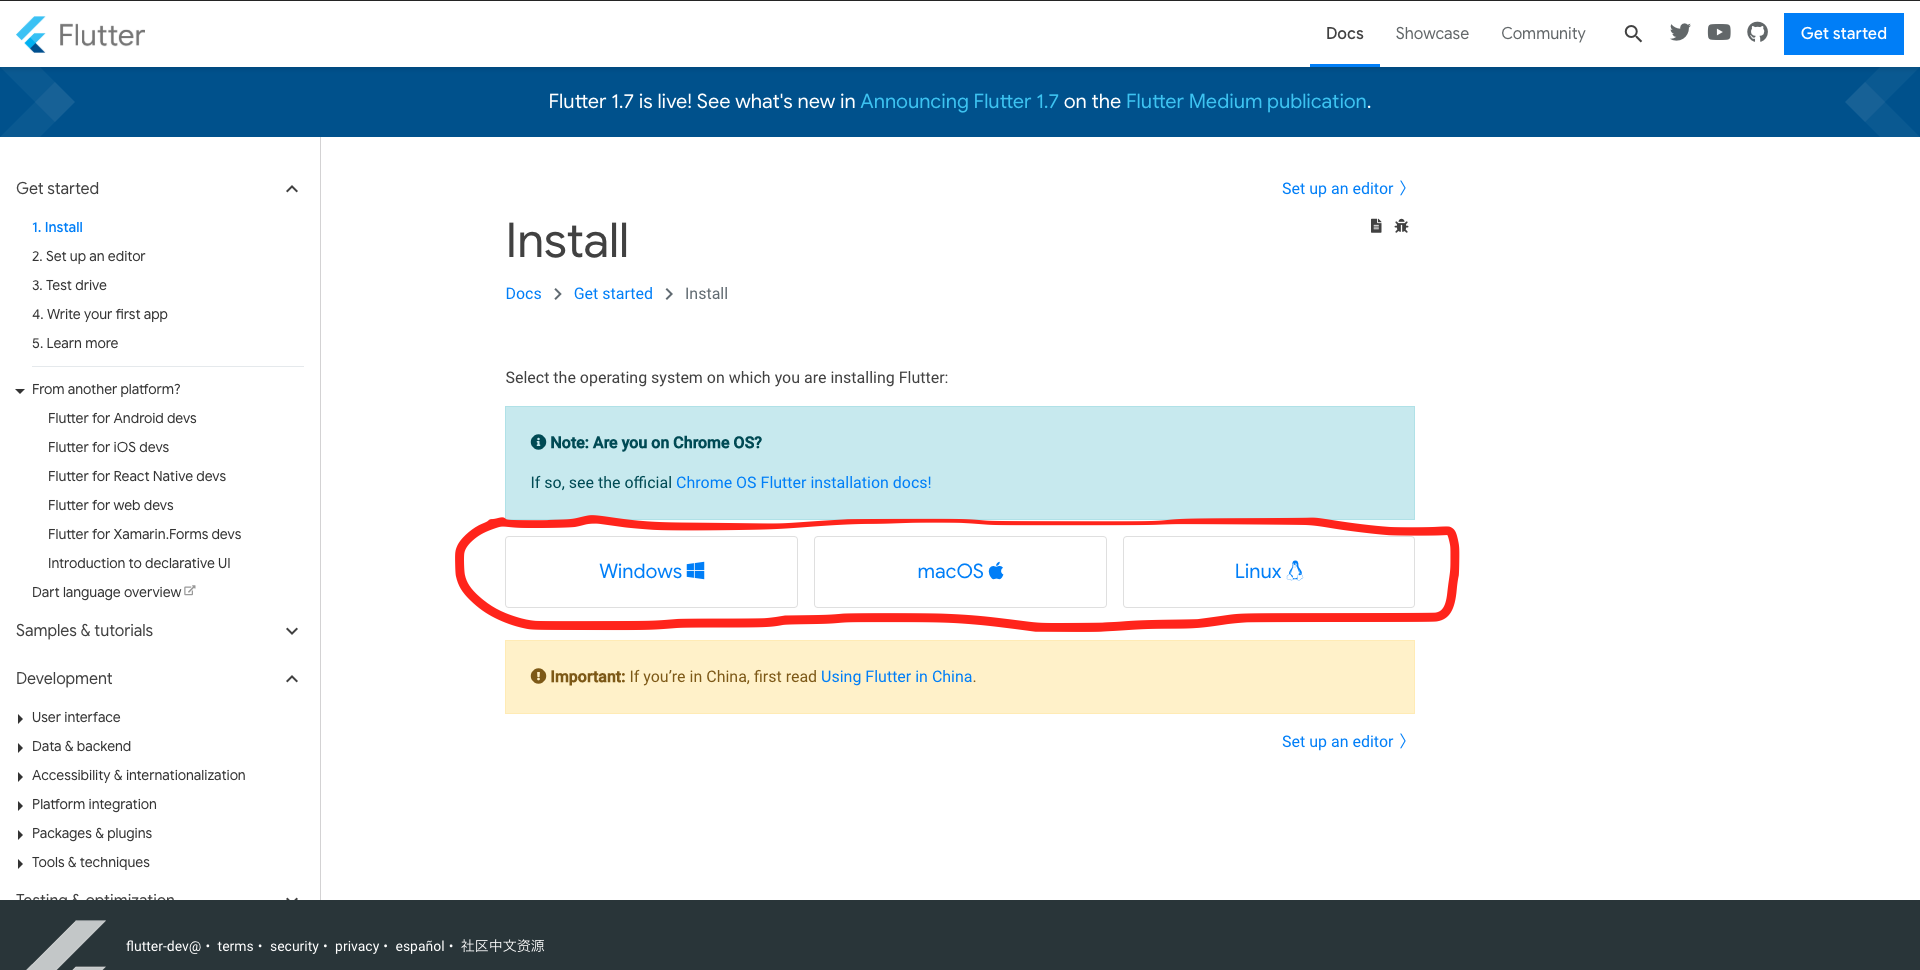 Flutter
Docs Showcase Community Get started
Flutter 1.7 is live! See what's new in Announcing Flutter 1.7 on the Flutter Medium publication.
Get started
1. Install
2. Set up an editor
3. Test drive
4. Write your first app
5. Learn more
From another platform?
Flutter for Android devs
Flutter for iOS devs
Flutter for React Native devs
Flutter for web devs
Flutter for Xamarin.Forms devs
Introduction to declarative UI
Dart language overview
Samples & tutorials
Development
User interface
Data & backend
Accessibility & internationalization
Platform integration
Packages & plugins
Tools & techniques
Testing & optimization
Set up an editor 〉
Install
Docs > Get started > Install
Select the operating system on which you are installing Flutter:
Note: Are you on Chrome OS?
If so, see the official Chrome OS Flutter installation docs!
Windows macOS Linux
Important: If you’re in China, first read Using Flutter in China.
Set up an editor 〉
flutter-dev@ • terms • security • privacy • español • 社区中文资源